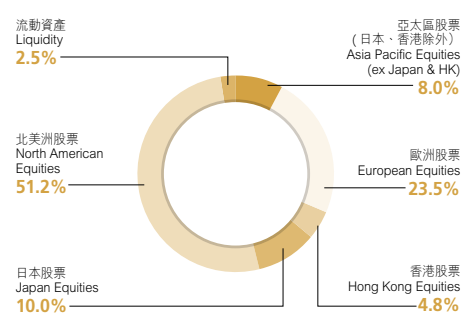 流動資產
Liquidity
2.5%
亞太區股票
(日本、香港除外)
Asia Pacific Equities
(ex Japan & HK)
8.0%
北美洲股票
North American
Equities
51.2%
歐洲股票
European Equities
23.5%
日本股票
Japan Equities
10.0%
香港股票
Hong Kong Equities
4.8%